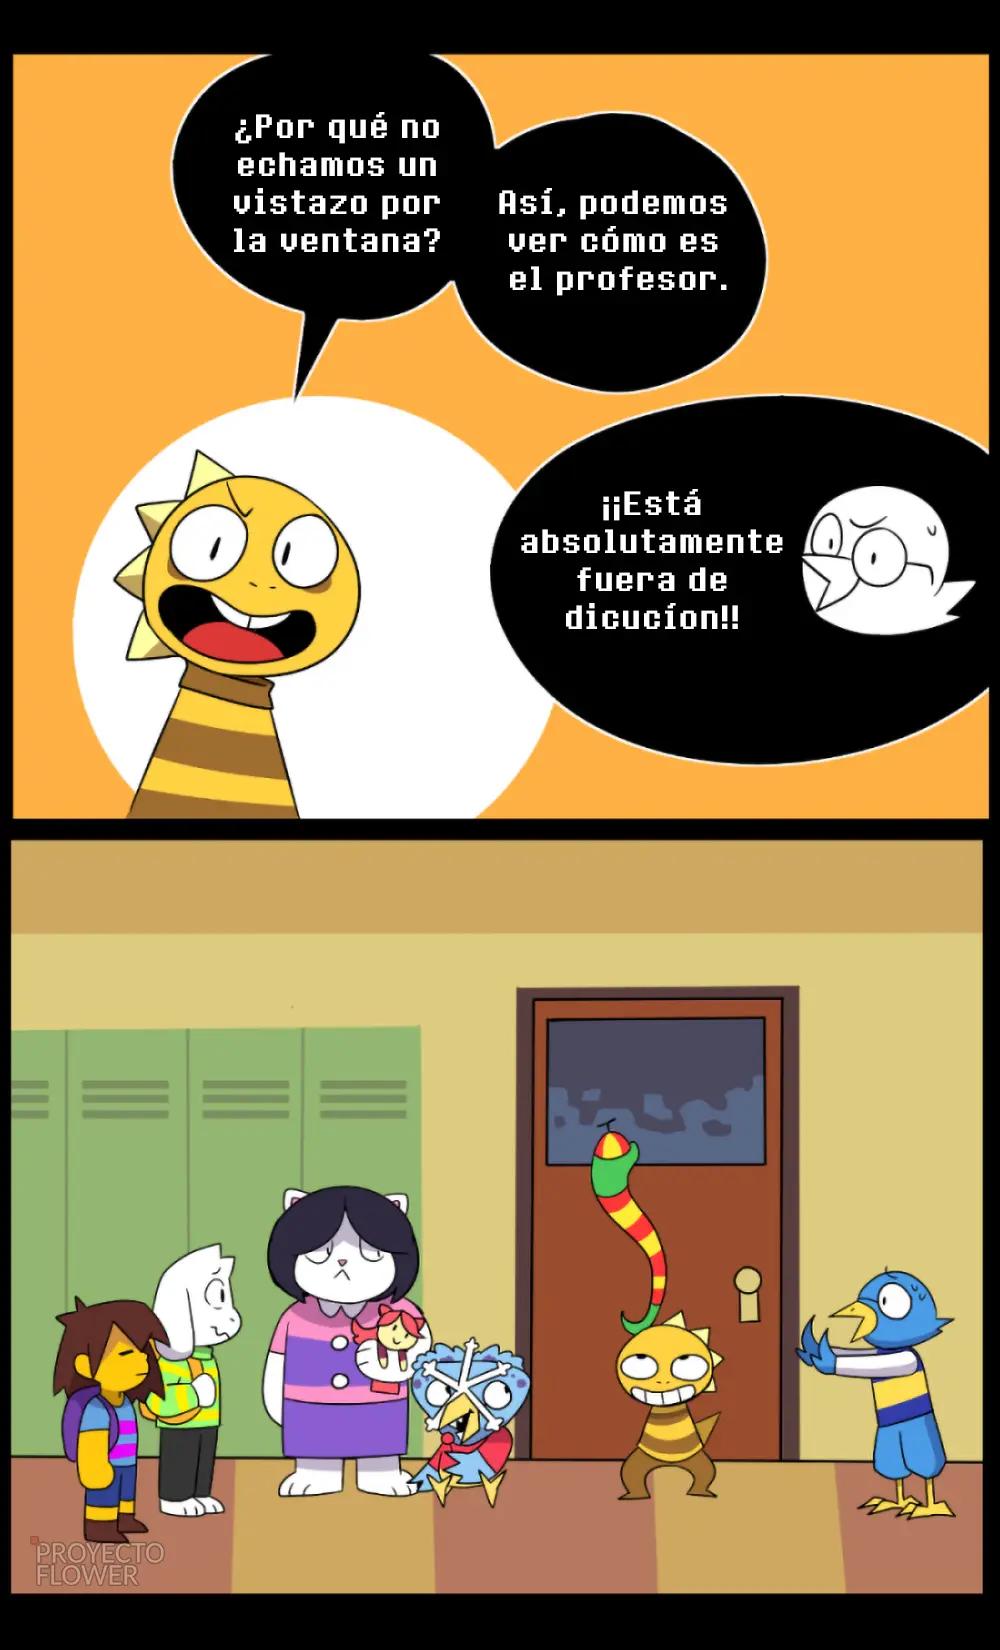 ¿Por qué no
echamos un
vistazo por
la ventana?
Así, podemos
ver cómo es
el profesor.
¡¡Está
absolutamente
fuera de
dicucíon!!
PROYECTO
FLOWER